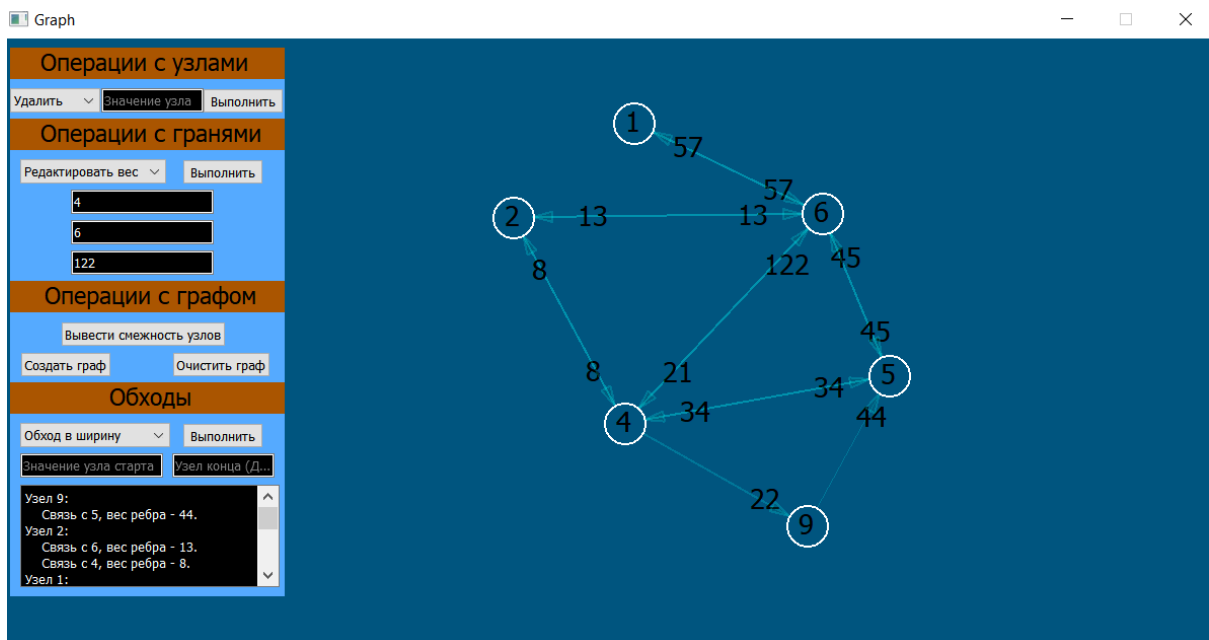 Graph
Операции с узлами
Удалить Значение узла Выполнить
Операции с гранями
Редактировать вес Выполнить
4
6
122
Операции с графом
Вывести смежность узлов
Создать граф Очистить граф
Обходы
Обход в ширину Выполнить
Значение узла старта Узел конца (Д...
Узел 9:
Связь с 5, вес ребра - 44.
Узел 2:
Связь с 6, вес ребра - 13.
Связь с 4, вес ребра - 8.
Узел 1:
1
57
57
2 13 13 6
8 122 45
45
8 21 34 5
4 34 44
22
9